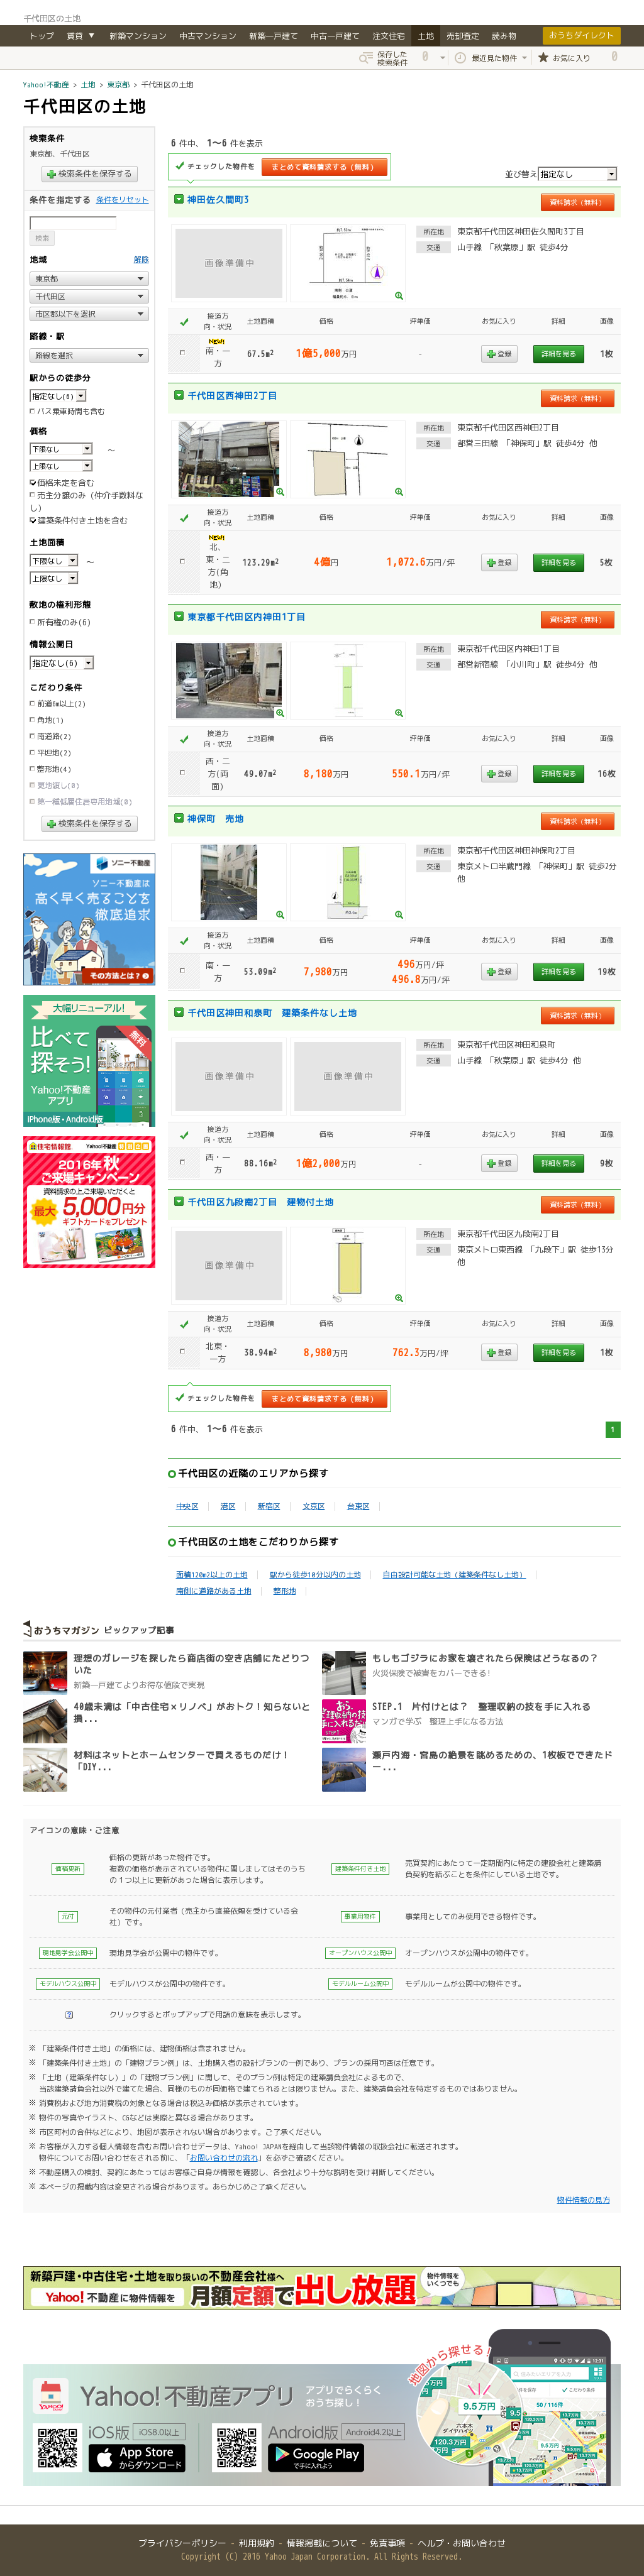 千代田区の土地
トップ 賃貸 ▼ 新築マンション 中古マンション 新築一戸建て 中古一戸建て 注文住宅 土地 売却査定 読み物 おうちダイレクト
保存した検索条件 0 最近見た物件 お気に入り 0
Yahoo!不動産 > 土地 > 東京都 > 千代田区の土地
千代田区の土地
検索条件
東京都、千代田区
検索条件を保存する
条件を指定する 条件をリセット
検索
地域 解除
東京都
千代田区
市区郡以下を選択
路線・駅
路線を選択
駅からの徒歩分
指定なし(6)
バス乗車時間も含む
価格
下限なし ～
上限なし
価格未定を含む
売主分譲のみ（仲介手数料なし）
建築条件付き土地を含む
土地面積
下限なし ～
上限なし
敷地の権利形態
所有権のみ(6)
情報公開日
指定なし(6)
こだわり条件
前道6m以上(2)
角地(1)
南道路(2)
平坦地(2)
整形地(4)
更地渡し(0)
第一種低層住居専用地域(0)
検索条件を保存する
ソニー不動産
ソニー不動産は
高く早く売ることを
徹底追求
その方法とは？
大幅リニューアル!
比べて探そう!
無料
Yahoo!不動産
アプリ
iPhone版・Android版
住宅情報館 Yahoo!不動産
2016年秋
ご来場キャンペーン
資料請求の上ご来場いただくと
最大 5,000円分
ギフトカードをプレゼント
6 件中、 1～6 件を表示
チェックした物件を まとめて資料請求する（無料）
並び替え 指定なし
神田佐久間町3 資料請求（無料）
画像準備中
所在地 東京都千代田区神田佐久間町3丁目
交通 山手線 「秋葉原」駅 徒歩4分
接道方向・状況 土地面積 価格 坪単価 お気に入り 詳細 画像
NEW
南・一方 67.5m2 1億5,000万円 - 登録 詳細を見る 1枚
千代田区西神田2丁目 資料請求（無料）
所在地 東京都千代田区西神田2丁目
交通 都営三田線 「神保町」駅 徒歩4分 他
接道方向・状況 土地面積 価格 坪単価 お気に入り 詳細 画像
NEW
北、東・二方(角地) 123.29m2 4億円 1,072.6万円/坪 登録 詳細を見る 5枚
東京都千代田区内神田1丁目 資料請求（無料）
所在地 東京都千代田区内神田1丁目
交通 都営新宿線 「小川町」駅 徒歩4分 他
接道方向・状況 土地面積 価格 坪単価 お気に入り 詳細 画像
西・二方(両面) 49.07m2 8,180万円 550.1万円/坪 登録 詳細を見る 16枚
神保町 売地 資料請求（無料）
所在地 東京都千代田区神田神保町2丁目
交通 東京メトロ半蔵門線 「神保町」駅 徒歩2分 他
接道方向・状況 土地面積 価格 坪単価 お気に入り 詳細 画像
南・一方 53.09m2 7,980万円 496万円/坪 496.8万円/坪 登録 詳細を見る 19枚
千代田区神田和泉町 建築条件なし土地 資料請求（無料）
画像準備中 画像準備中
所在地 東京都千代田区神田和泉町
交通 山手線 「秋葉原」駅 徒歩4分 他
接道方向・状況 土地面積 価格 坪単価 お気に入り 詳細 画像
西・一方 88.16m2 1億2,000万円 - 登録 詳細を見る 9枚
千代田区九段南2丁目 建物付土地 資料請求（無料）
画像準備中
所在地 東京都千代田区九段南2丁目
交通 東京メトロ東西線 「九段下」駅 徒歩13分 他
接道方向・状況 土地面積 価格 坪単価 お気に入り 詳細 画像
北東・一方 38.94m2 8,980万円 762.3万円/坪 登録 詳細を見る 1枚
チェックした物件を まとめて資料請求する（無料）
6 件中、 1～6 件を表示 1
千代田区の近隣のエリアから探す
中央区 港区 新宿区 文京区 台東区
千代田区の土地をこだわりから探す
面積120m2以上の土地 駅から徒歩10分以内の土地 自由設計可能な土地（建築条件なし土地）
南側に道路がある土地 整形地
おうちマガジン ピックアップ記事
理想のガレージを探したら商店街の空き店舗にたどりついた
新築一戸建てよりお得な値段で実現
もしもゴジラにお家を壊されたら保険はどうなるの？
火災保険で被害をカバーできる!
40歳未満は「中古住宅×リノベ」がおトク！知らないと損...
STEP.1 片付けとは？ 整理収納の技を手に入れる
マンガで学ぶ 整理上手になる方法
材料はネットとホームセンターで買えるものだけ！「DIY...
瀬戸内海・宮島の絶景を眺めるための、1枚板でできたドー...
アイコンの意味・ご注意
価格更新 価格の更新があった物件です。
複数の価格が表示されている物件に関しましてはそのうちの１つ以上に更新があった場合に表示します。
建築条件付き土地 売買契約にあたって一定期間内に特定の建設会社と建築請負契約を結ぶことを条件にしている土地です。
元付 その物件の元付業者（売主から直接依頼を受けている会社）です。
事業用物件 事業用としてのみ使用できる物件です。
現地見学会公開中 現地見学会が公開中の物件です。
オープンハウス公開中 オープンハウスが公開中の物件です。
モデルハウス公開中 モデルハウスが公開中の物件です。
モデルルーム公開中 モデルルームが公開中の物件です。
クリックするとポップアップで用語の意味を表示します。
※ 「建築条件付き土地」の価格には、建物価格は含まれません。
※ 「建築条件付き土地」の「建物プラン例」は、土地購入者の設計プランの一例であり、プランの採用可否は任意です。
※ 「土地（建築条件なし）」の「建物プラン例」に関して、そのプラン例は特定の建築請負会社によるもので、
当該建築請負会社以外で建てた場合、同様のものが同価格で建てられるとは限りません。また、建築請負会社を特定するものではありません。
※ 消費税および地方消費税の対象となる場合は税込み価格が表示されています。
※ 物件の写真やイラスト、CGなどは実際と異なる場合があります。
※ 市区町村の合併などにより、地図が表示されない場合があります。ご了承ください。
※ お客様が入力する個人情報を含むお問い合わせデータは、Yahoo! JAPANを経由して当該物件情報の取扱会社に転送されます。
物件についてお問い合わせをされる前に、「お問い合わせの流れ」を必ずご確認ください。
※ 不動産購入の検討、契約にあたってはお客様ご自身が情報を確認し、各会社より十分な説明を受け判断してください。
※ 本ページの掲載内容は変更される場合があります。あらかじめご了承ください。
物件情報の見方
新築戸建・中古住宅・土地を取り扱いの不動産会社様へ
Yahoo!不動産に物件情報を 月額定額で出し放題
物件情報をいくつでも
Yahoo!不動産アプリ アプリでらくらくおうち探し！
iOS版 iOS8.0以上 Android版 Android4.2以上
App Store からダウンロード
Google Play で手に入れよう
地図から探せる！
9.5万円
50 / 116件
プライバシーポリシー - 利用規約 - 情報掲載について - 免責事項 - ヘルプ・お問い合わせ
Copyright (C) 2016 Yahoo Japan Corporation. All Rights Reserved.